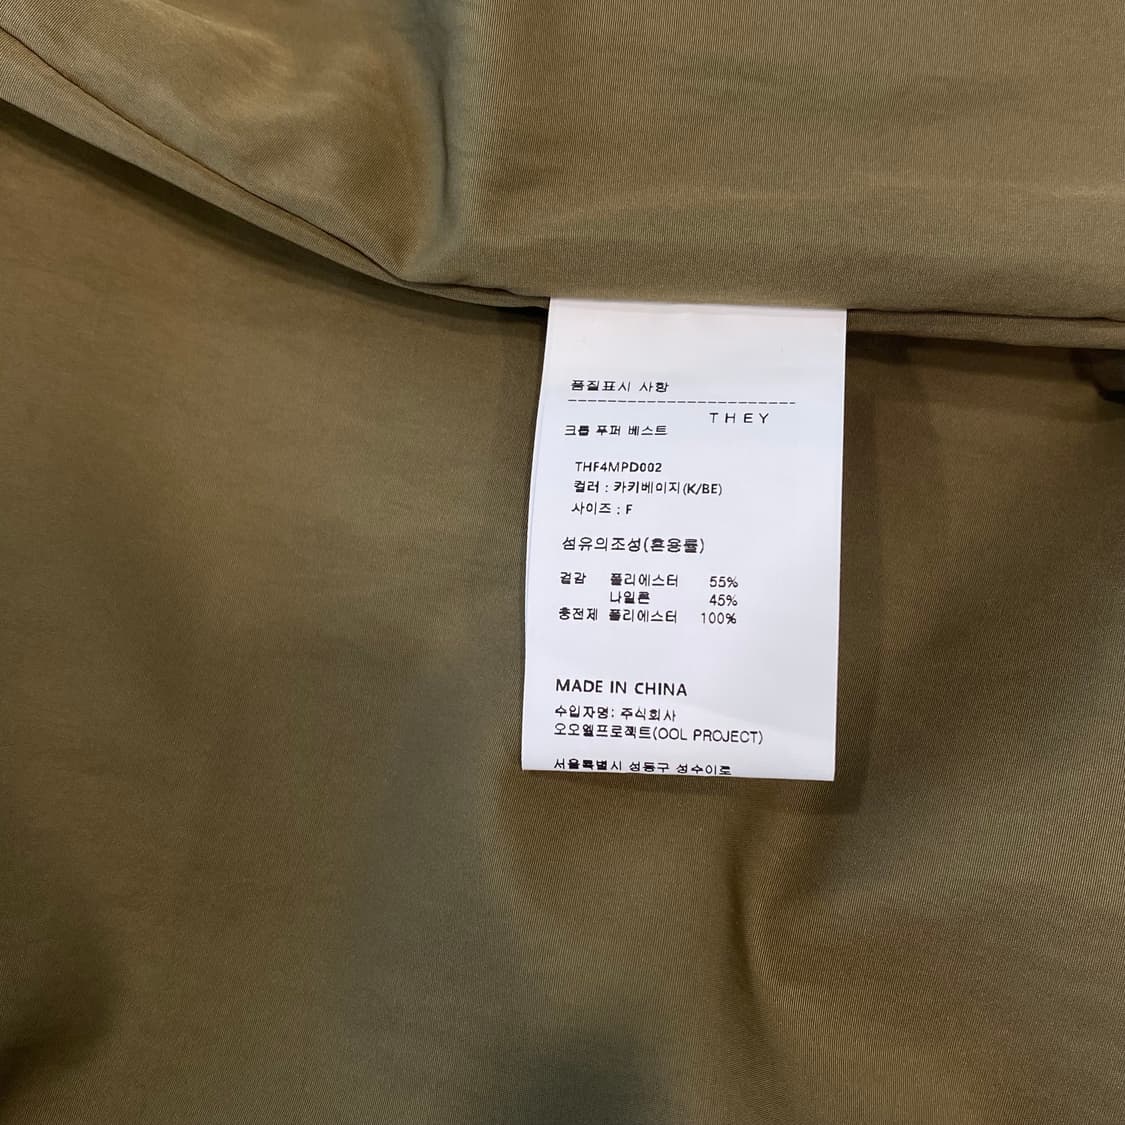 품질표시 사항
THEY
크롭 푸퍼 베스트
THF4MPD002
컬러 : 카키베이지(K/BE)
사이즈 : F
섬유의조성(혼용률)
겉감 폴리에스터 55%
나일론 45%
충전제 폴리에스터 100%
MADE IN CHINA
수입자명: 주식회사
오오엘프로젝트(OOL PROJECT)
서울특별시 성동구 성수이로